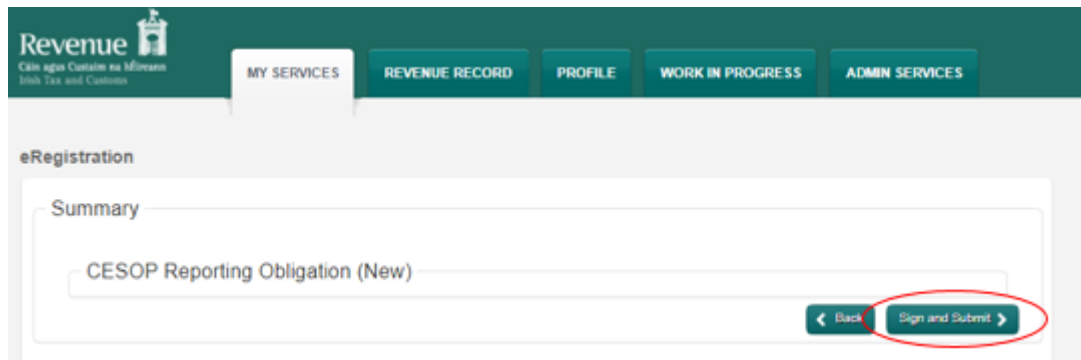 Revenue
Cáin agus Custaim na hÉireann
Irish Tax and Customs
MY SERVICES
REVENUE RECORD
PROFILE
WORK IN PROGRESS
ADMIN SERVICES
eRegistration
Summary
CESOP Reporting Obligation (New)
Back
Sign and Submit